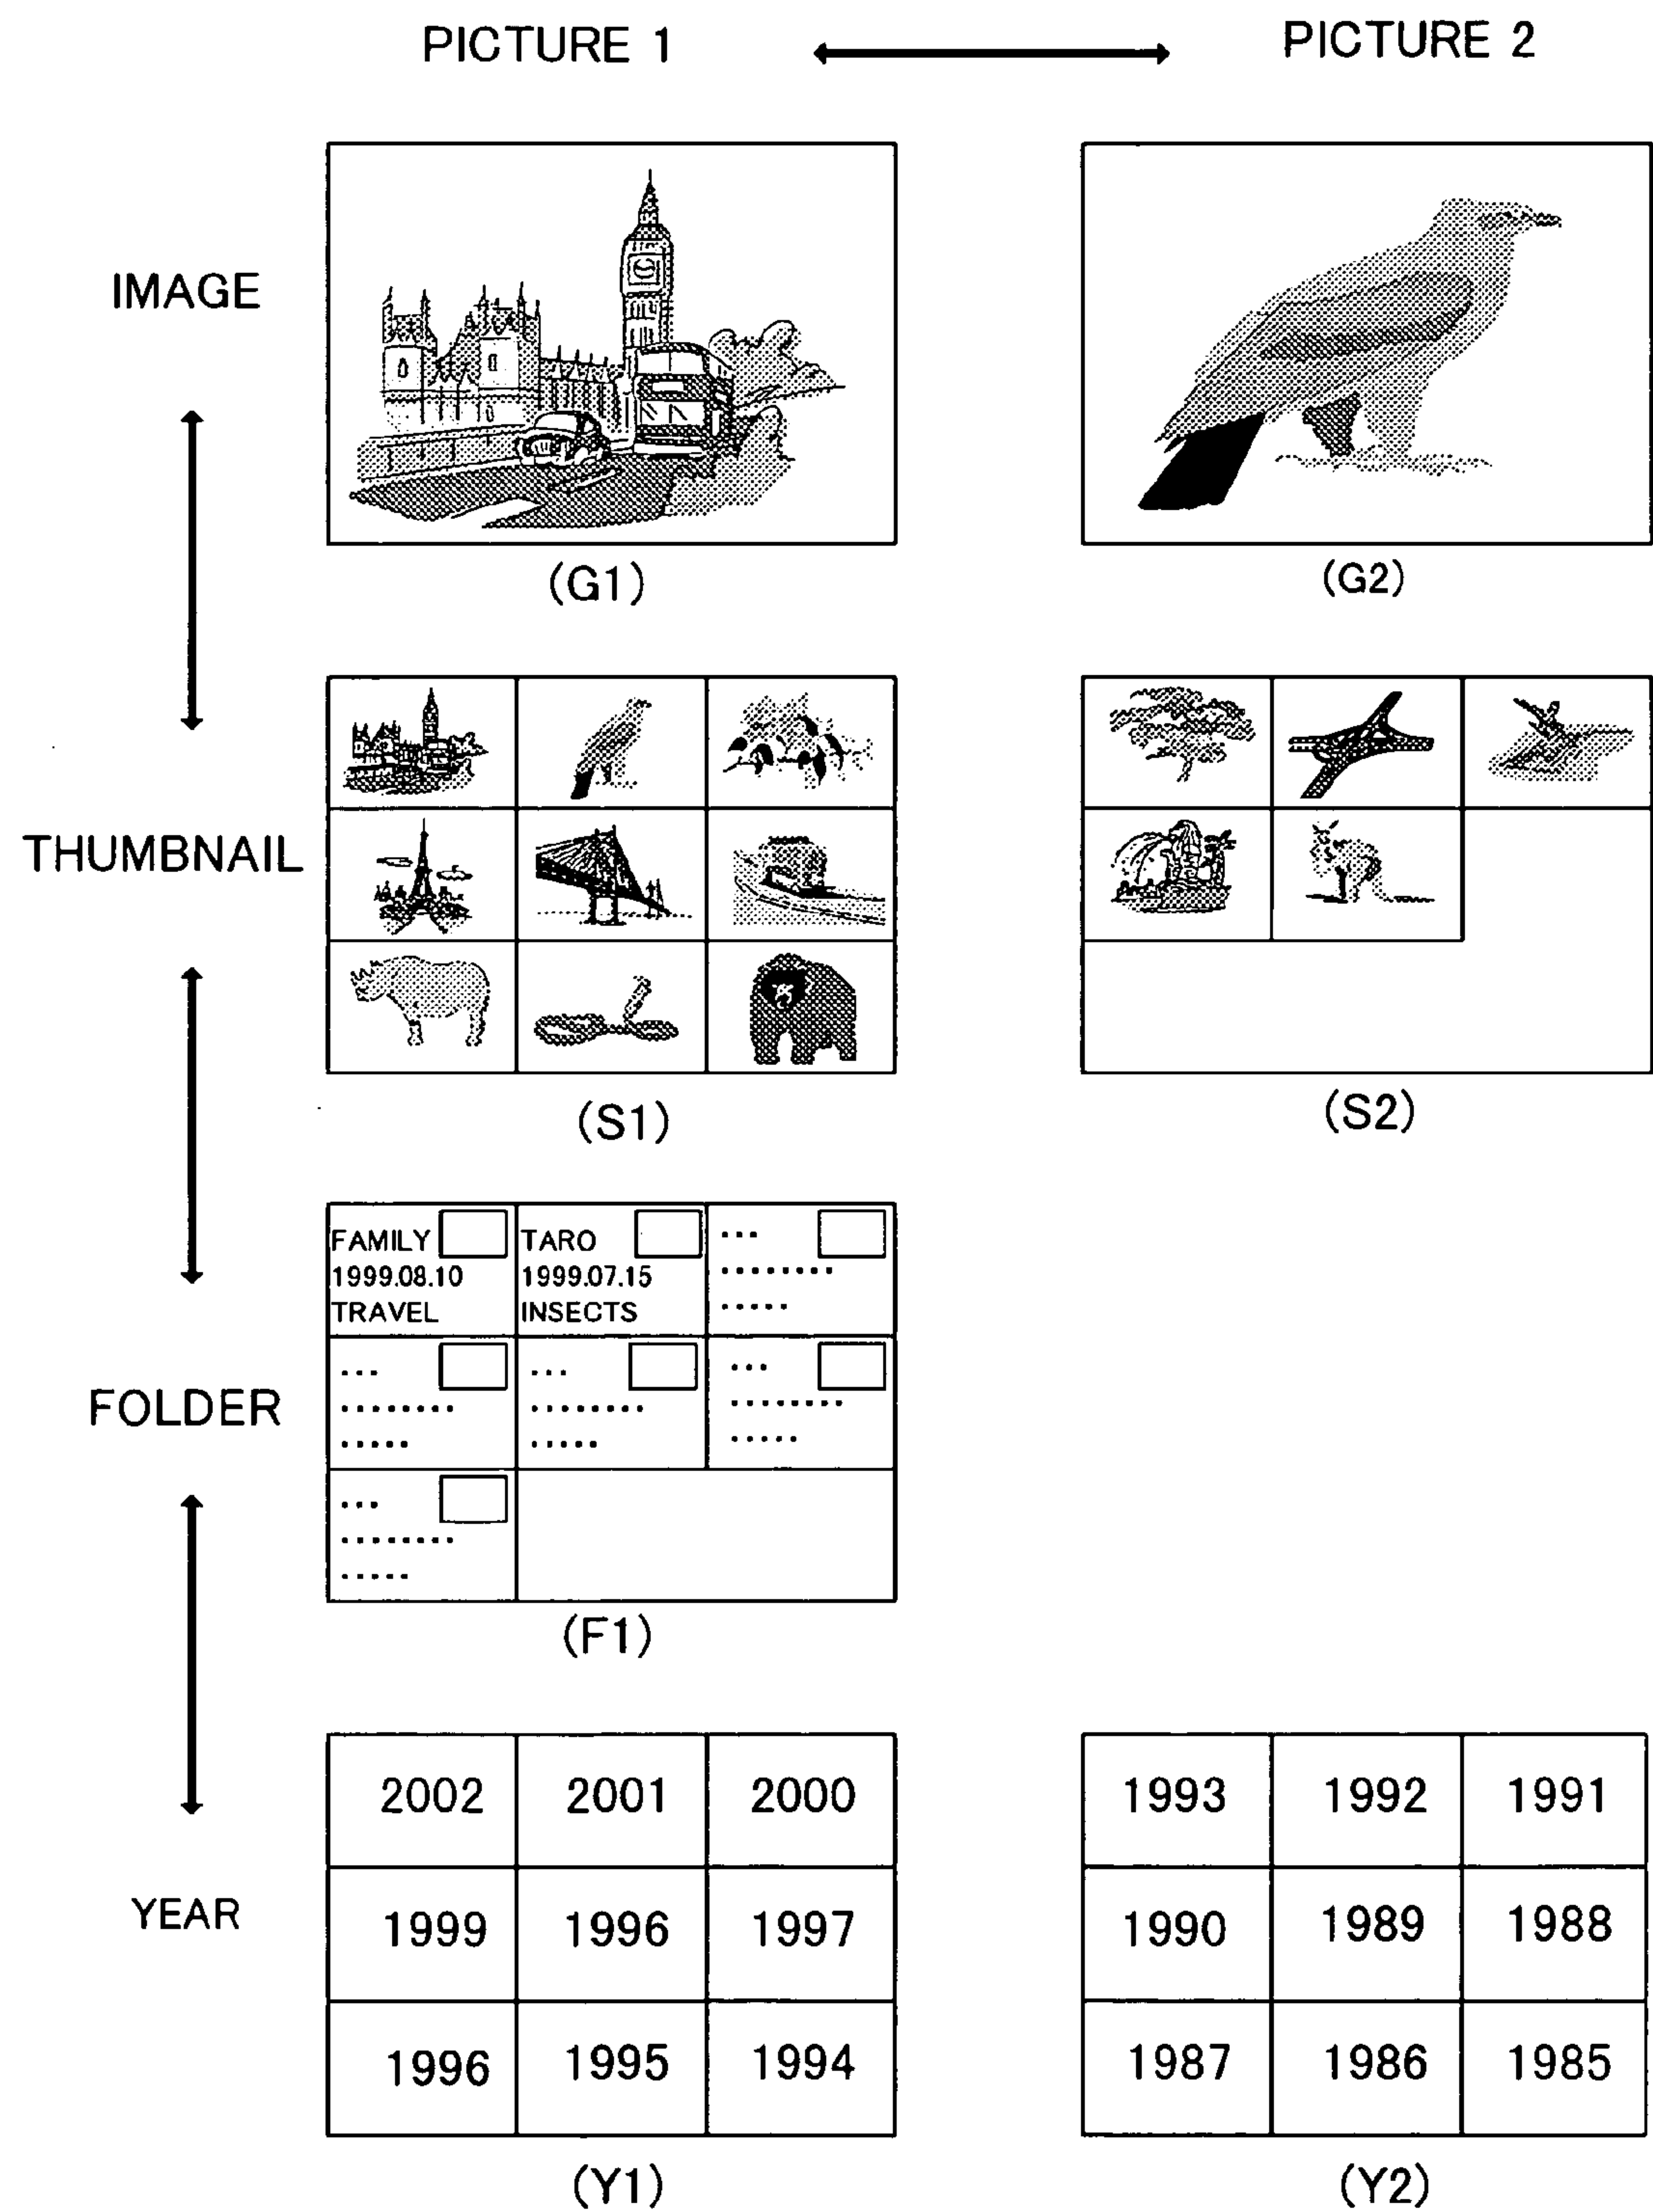 PICTURE 1 PICTURE 2
IMAGE
(G1) (G2)
THUMBNAIL
(S1) (S2)
FOLDER
FAMILY
1999.08.10
TRAVEL
TARO
1999.07.15
INSECTS
...
........
.....
...
........
.....
...
........
.....
...
........
.....
...
........
.....
(F1)
YEAR
2002 2001 2000
1999 1996 1997
1996 1995 1994
(Y1)
1993 1992 1991
1990 1989 1988
1987 1986 1985
(Y2)